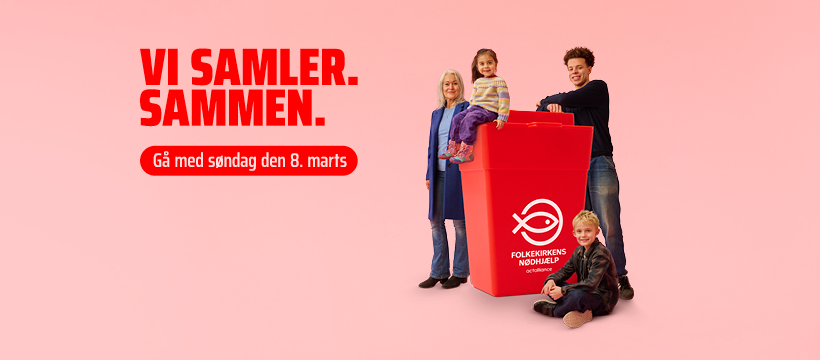 VI SAMLER.
SAMMEN.
Gå med søndag den 8. marts
FOLKEKIRKENS
NØDHJÆLP
actalliance